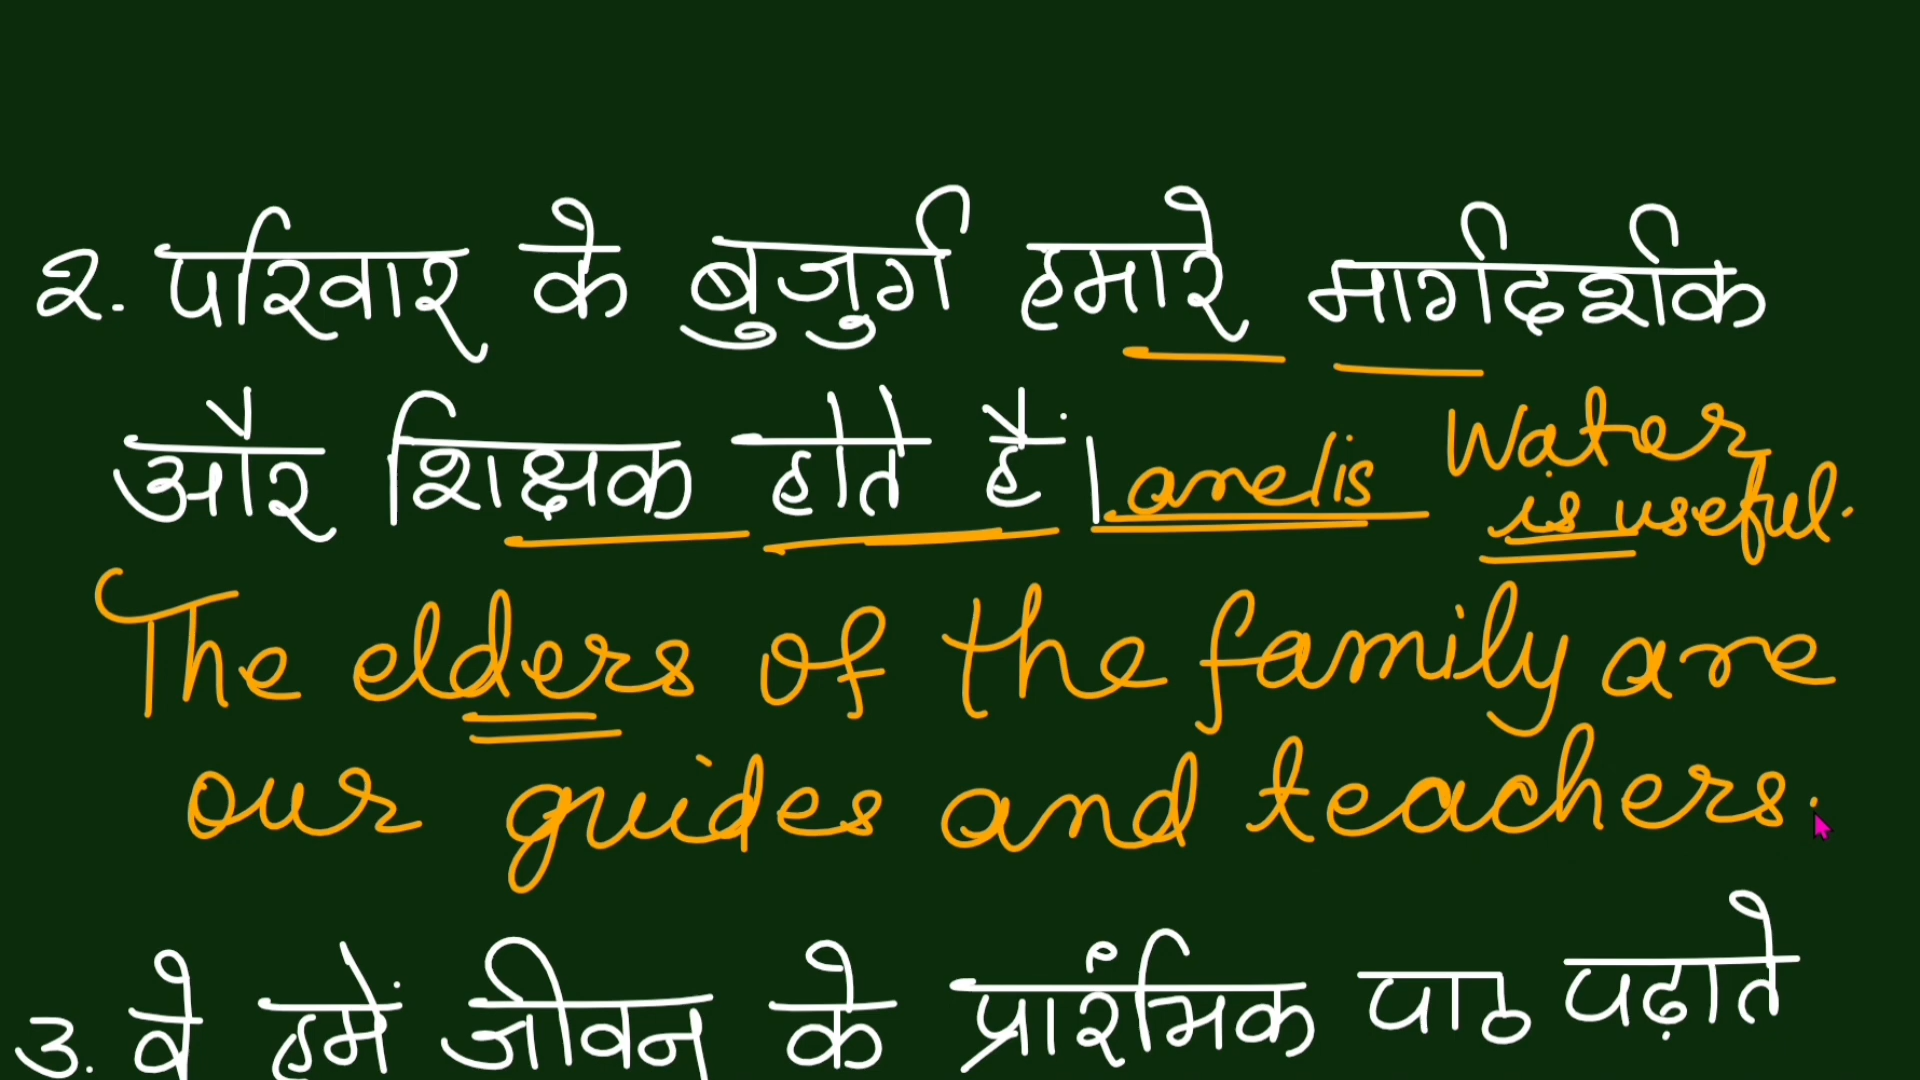 २. परिवार के बुजुर्ग हमारे मार्गदर्शक
और शिक्षक होते हैं। are/is Water
is useful.
The elders of the family are
our guides and teachers.
३. वे हमें जीवन के प्रारंभिक पाठ पढ़ाते